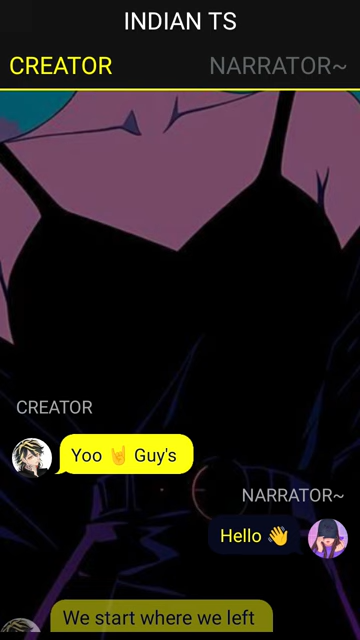 INDIAN TS
CREATOR NARRATOR~
CREATOR
Yoo 🤘 Guy's
NARRATOR~
Hello 👋
We start where we left